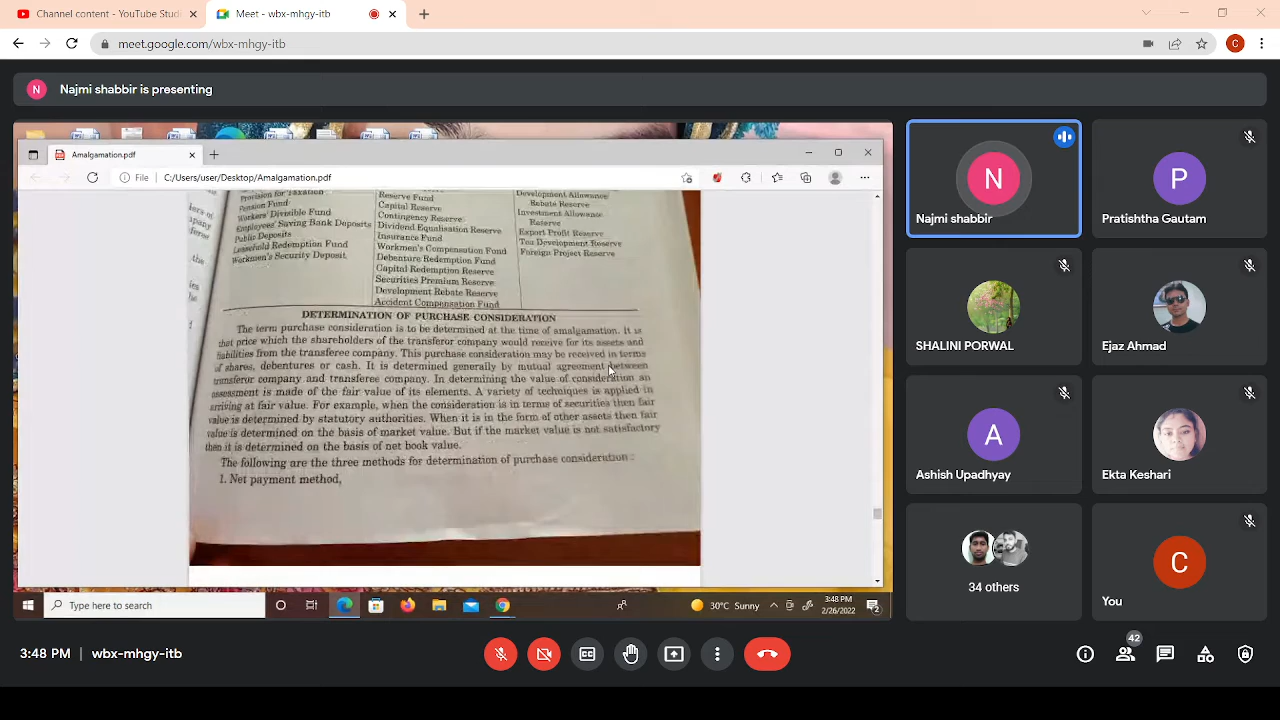 Channel content - YouTube Studi
Meet - wbx-mhgy-itb
meet.google.com/wbx-mhgy-itb
C
N Najmi shabbir is presenting
Amalgamation.pdf
File C:/Users/user/Desktop/Amalgamation.pdf
Provision for Taxation
Pension Fund
Workers' Divisible Fund
Employees' Saving Bank Deposits
Public Deposits
Leasehold Redemption Fund
Workmen's Security Deposit
Reserve Fund
Capital Reserve
Contingency Reserve
Dividend Equalisation Reserve
Insurance Fund
Workmen's Compensation Fund
Debenture Redemption Fund
Capital Redemption Reserve
Securities Premium Reserve
Development Rebate Reserve
Accident Compensation Fund
Development Allowance
Rebate Reserve
Investment Allowance
Reserve
Export Profit Reserve
Tea Development Reserve
Foreign Project Reserve
DETERMINATION OF PURCHASE CONSIDERATION
The term purchase consideration is to be determined at the time of amalgamation. It is
that price which the shareholders of the transferor company would receive for its assets and
liabilities from the transferee company. This purchase consideration may be received in terms
of shares, debentures or cash. It is determined generally by mutual agreement between
transferor company and transferee company. In determining the value of consideration an
assessment is made of the fair value of its elements. A variety of techniques is applied in
arriving at fair value. For example, when the consideration is in terms of securities then fair
value is determined by statutory authorities. When it is in the form of other assets then fair
value is determined on the basis of market value. But if the market value is not satisfactory
then it is determined on the basis of net book value.
The following are the three methods for determination of purchase consideration :
1. Net payment method,
Type here to search
30°C Sunny
3:48 PM
2/26/2022
2
N
Najmi shabbir
P
Pratishtha Gautam
SHALINI PORWAL
Ejaz Ahmad
A
Ashish Upadhyay
Ekta Keshari
34 others
C
You
3:48 PM | wbx-mhgy-itb
42